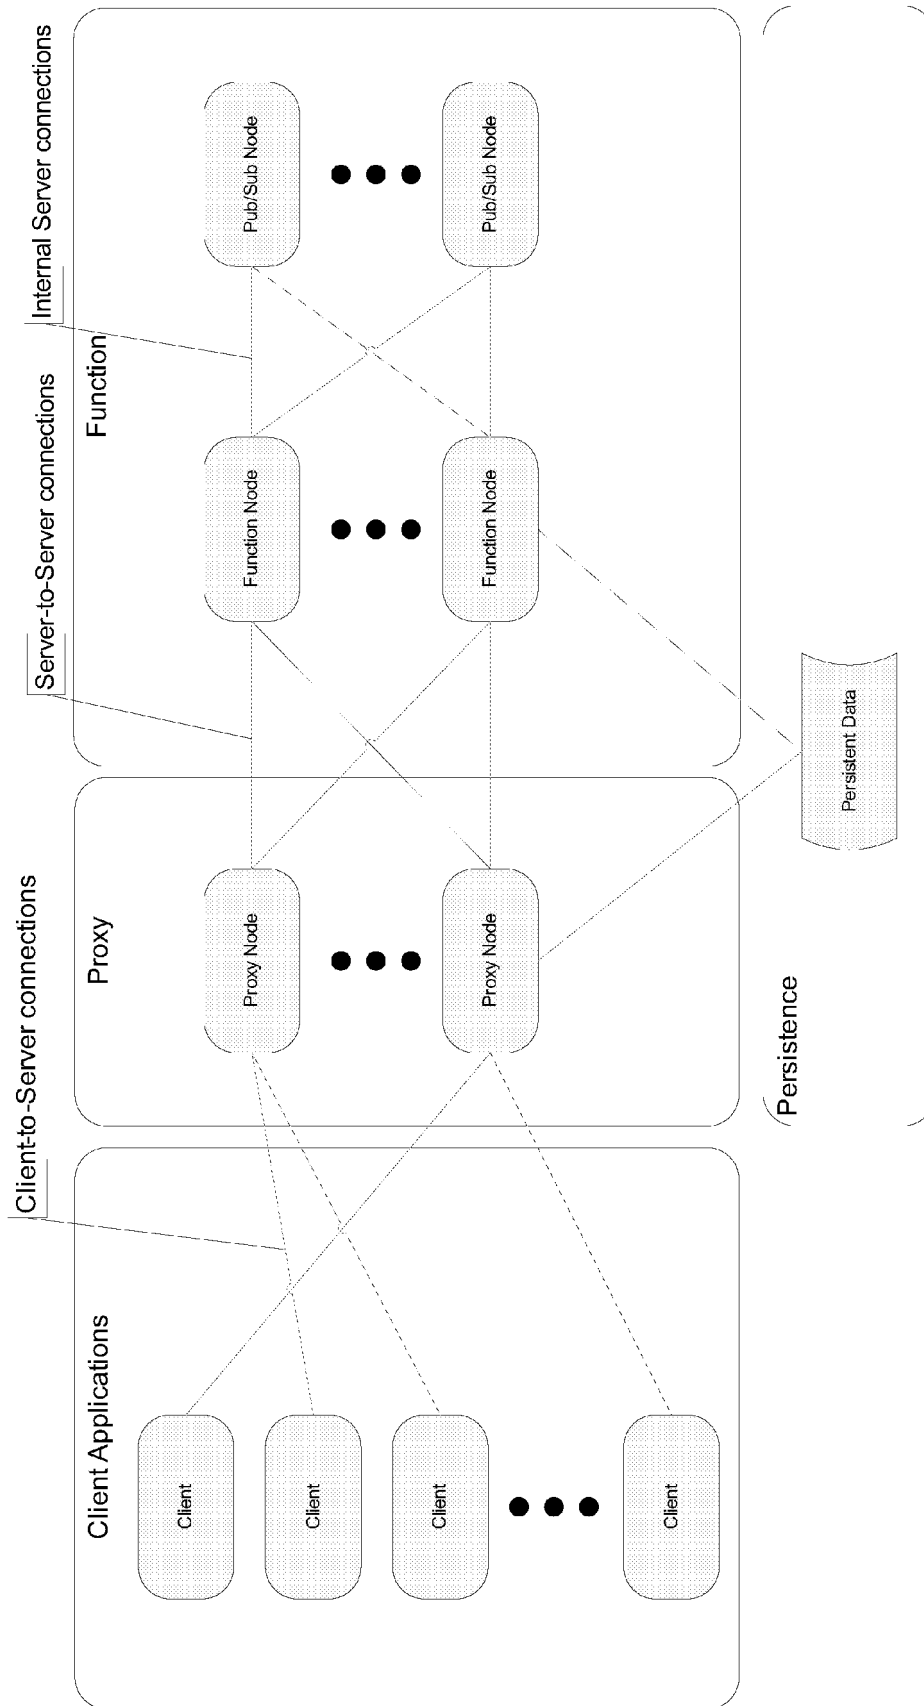 Client-to-Server connections
Server-to-Server connections
Internal Server connections
Client Applications
Proxy
Function
Client
Client
Client
Client
Proxy Node
Proxy Node
Function Node
Function Node
Pub/Sub Node
Pub/Sub Node
Persistence
Persistent Data